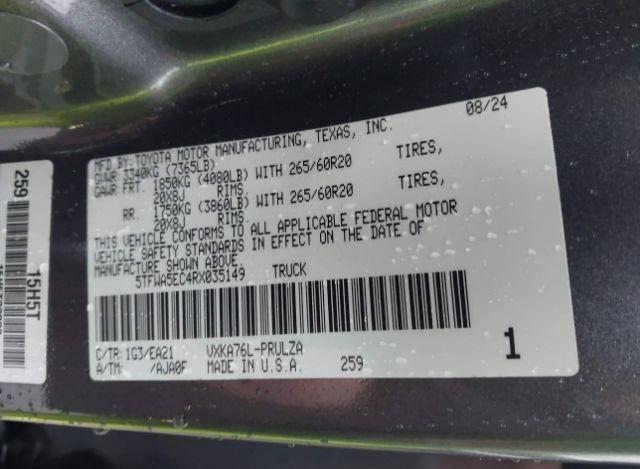 08/24
MFD BY: TOYOTA MOTOR MANUFACTURING, TEXAS, INC.
GVWR: 3340KG (7365LB)
GAWR: FRT. 1850KG (4080LB) WITH 265/60R20 TIRES,
20X8J RIMS.
RR. 1750KG (3860LB) WITH 265/60R20 TIRES,
20X8J RIMS.
THIS VEHICLE CONFORMS TO ALL APPLICABLE FEDERAL MOTOR
VEHICLE SAFETY STANDARDS IN EFFECT ON THE DATE OF
MANUFACTURE SHOWN ABOVE.
5TFWA5EC4RX035149 TRUCK
C/TR: 1G3/EA21 VXKA76L-PRULZA
A/TM: /AJA0F MADE IN U.S.A. 259
1
259
15H5T